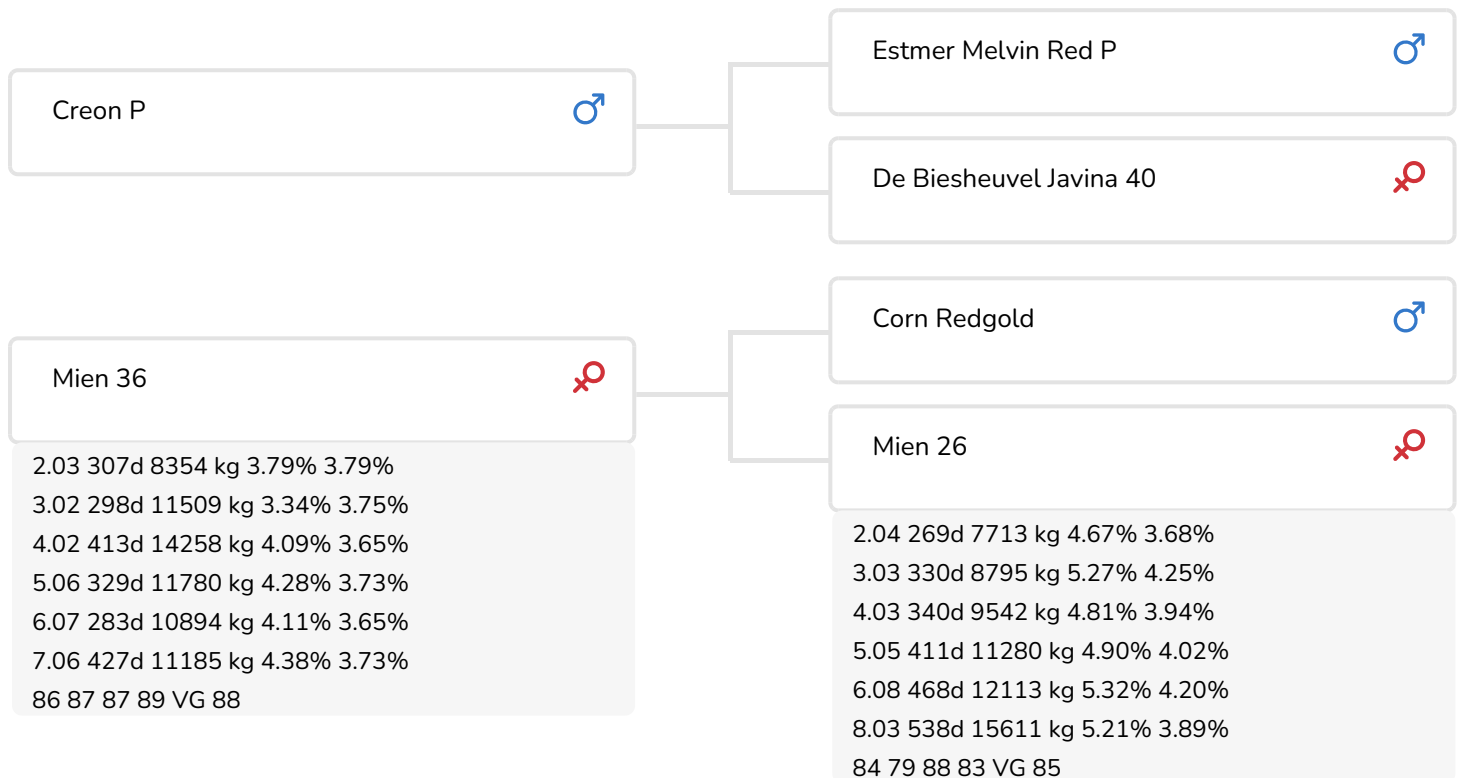 Creon P
Estmer Melvin Red P
De Biesheuvel Javina 40
Mien 36
2.03 307d 8354 kg 3.79% 3.79%
3.02 298d 11509 kg 3.34% 3.75%
4.02 413d 14258 kg 4.09% 3.65%
5.06 329d 11780 kg 4.28% 3.73%
6.07 283d 10894 kg 4.11% 3.65%
7.06 427d 11185 kg 4.38% 3.73%
86 87 87 89 VG 88
Corn Redgold
Mien 26
2.04 269d 7713 kg 4.67% 3.68%
3.03 330d 8795 kg 5.27% 4.25%
4.03 340d 9542 kg 4.81% 3.94%
5.05 411d 11280 kg 4.90% 4.02%
6.08 468d 12113 kg 5.32% 4.20%
8.03 538d 15611 kg 5.21% 3.89%
84 79 88 83 VG 85